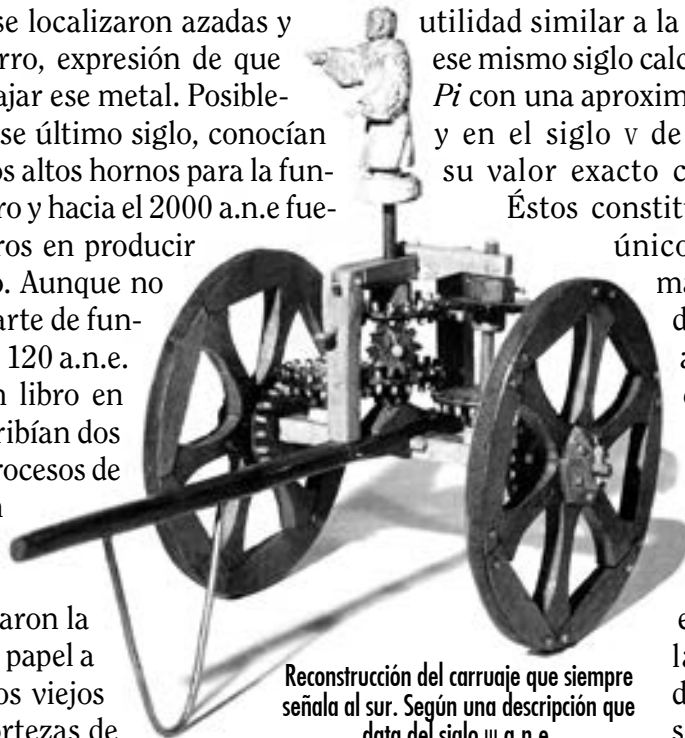 se localizaron azadas y
rro, expresión de que
ajar ese metal. Posible-
se último siglo, conocían
os altos hornos para la fun-
ro y hacia el 2000 a.n.e fue-
ros en producir
o. Aunque no
arte de fun-
120 a.n.e.
n libro en
ribían dos
rocesos de
n
aron la
papel a
os viejos
ortezas de
utilidad similar a la
ese mismo siglo calc
Pi con una aproxim
y en el siglo V de
su valor exacto c
Éstos constit
único
ma
d
a
e
la
d
s
Reconstrucción del carruaje que siempre
señala al sur. Según una descripción que
data del siglo III a.n.e